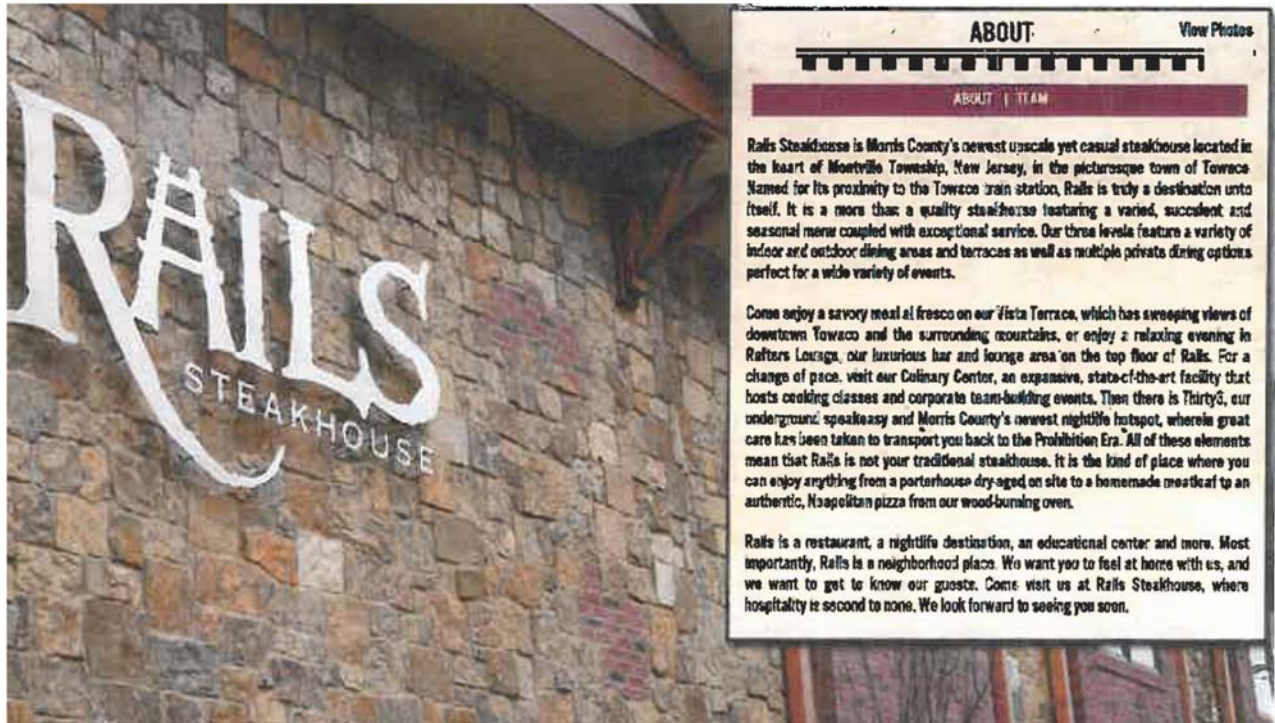 RAILS
STEAKHOUSE
ABOUT
View Photos
ABOUT | TEAM
Rails Steakhouse is Morris County's newest upscale yet casual steakhouse located in
the heart of Montville Township, New Jersey, in the picturesque town of Towaco.
Named for its proximity to the Towaco train station, Rails is truly a destination unto
itself. It is a more than a quality steakhouse featuring a varied, succulent and
seasonal menu coupled with exceptional service. Our three levels feature a variety of
indoor and outdoor dining areas and terraces as well as multiple private dining options
perfect for a wide variety of events.
Come enjoy a savory meal al fresco on our Vista Terrace, which has sweeping views of
downtown Towaco and the surrounding mountains, or enjoy a relaxing evening in
Rafters Lounge, our luxurious bar and lounge area on the top floor of Rails. For a
change of pace, visit our Culinary Center, an expansive, state-of-the-art facility that
hosts cooking classes and corporate team-building events. Then there is Thirty3, our
underground speakeasy and Morris County's newest nightlife hotspot, wherein great
care has been taken to transport you back to the Prohibition Era. All of these elements
mean that Rails is not your traditional steakhouse. It is the kind of place where you
can enjoy anything from a porterhouse dry-aged on site to a homemade meatloaf to an
authentic, Neapolitan pizza from our wood-burning oven.
Rails is a restaurant, a nightlife destination, an educational center and more. Most
importantly, Rails is a neighborhood place. We want you to feel at home with us, and
we want to get to know our guests. Come visit us at Rails Steakhouse, where
hospitality is second to none. We look forward to seeing you soon.